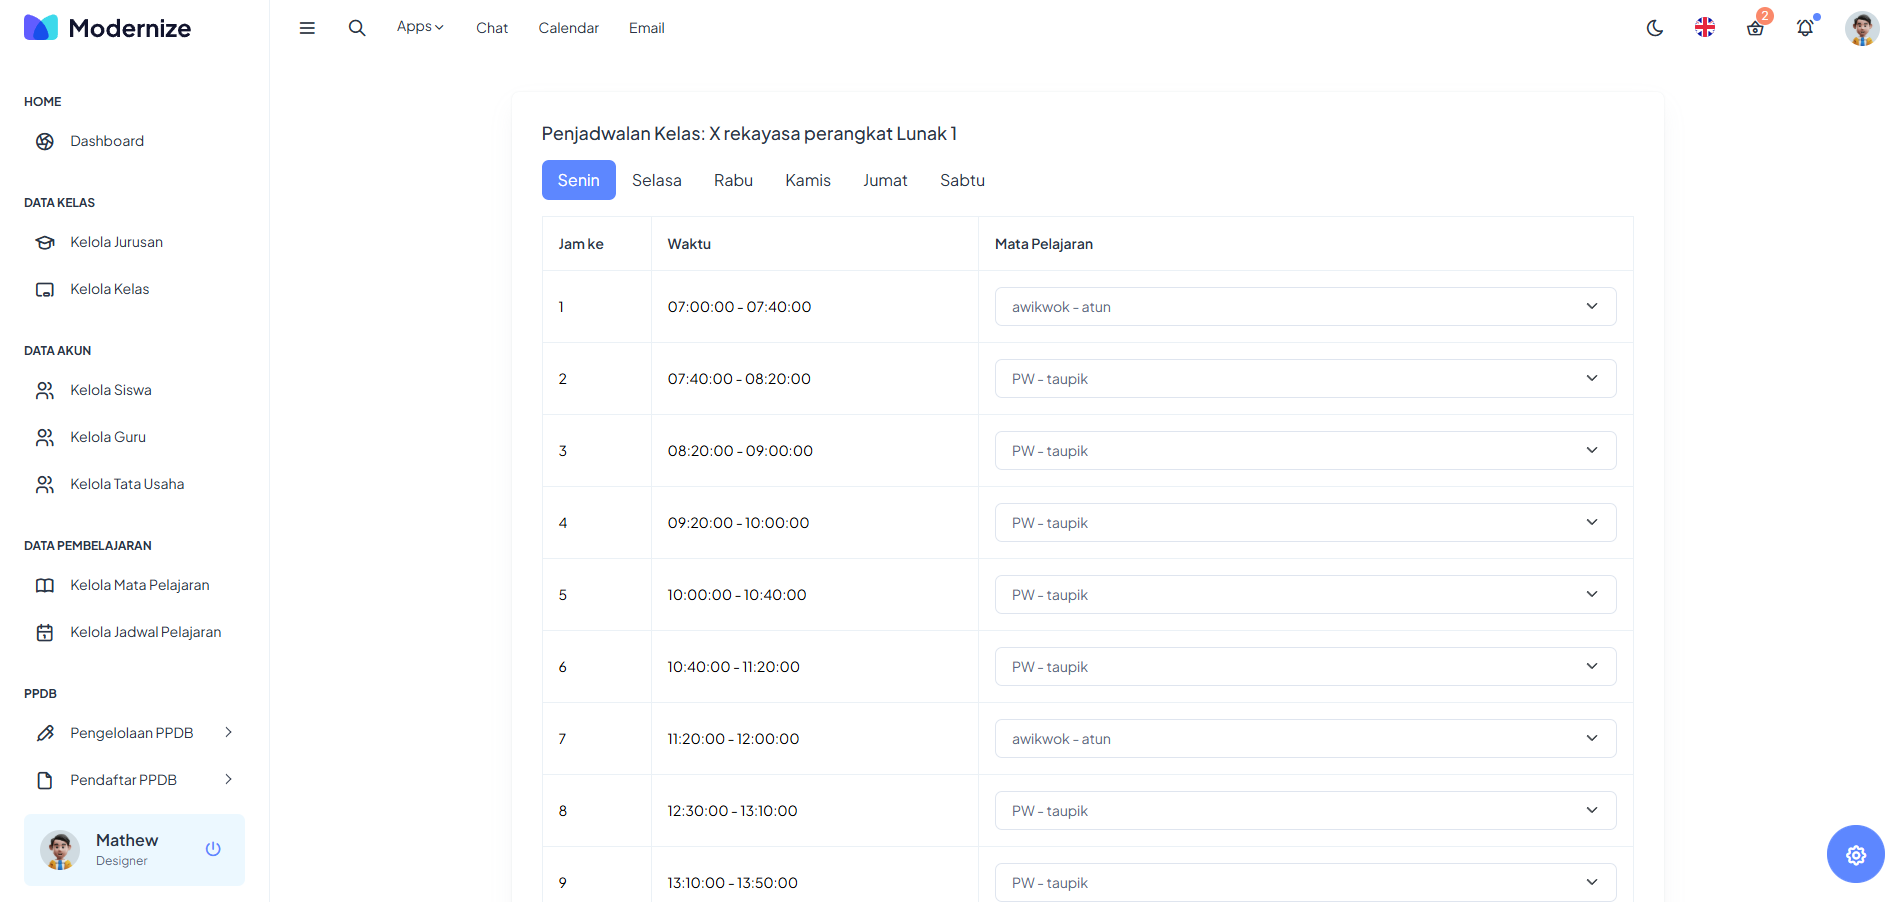 Modernize
Apps
Chat
Calendar
Email
2
HOME
Dashboard
DATA KELAS
Kelola Jurusan
Kelola Kelas
DATA AKUN
Kelola Siswa
Kelola Guru
Kelola Tata Usaha
DATA PEMBELAJARAN
Kelola Mata Pelajaran
Kelola Jadwal Pelajaran
PPDB
Pengelolaan PPDB
Pendaftar PPDB
Mathew
Designer
Penjadwalan Kelas: X rekayasa perangkat Lunak 1
Senin Selasa Rabu Kamis Jumat Sabtu
Jam ke Waktu Mata Pelajaran
1 07:00:00 - 07:40:00 awikwok - atun
2 07:40:00 - 08:20:00 PW - taupik
3 08:20:00 - 09:00:00 PW - taupik
4 09:20:00 - 10:00:00 PW - taupik
5 10:00:00 - 10:40:00 PW - taupik
6 10:40:00 - 11:20:00 PW - taupik
7 11:20:00 - 12:00:00 awikwok - atun
8 12:30:00 - 13:10:00 PW - taupik
9 13:10:00 - 13:50:00 PW - taupik